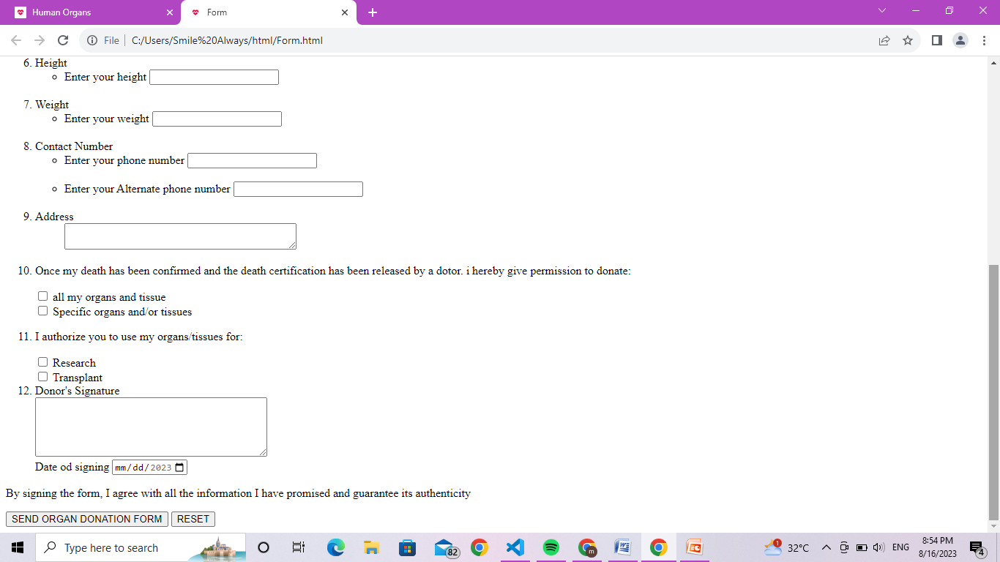 Human Organs
Form
File
C:/Users/Smile%20Always/html/Form.html
6. Height
Enter your height
7. Weight
Enter your weight
8. Contact Number
Enter your phone number
Enter your Alternate phone number
9. Address
10. Once my death has been confirmed and the death certification has been released by a dotor. i hereby give permission to donate:
all my organs and tissue
Specific organs and/or tissues
11. I authorize you to use my organs/tissues for:
Research
Transplant
12. Donor's Signature
Date od signing mm/dd/2023
By signing the form, I agree with all the information I have promised and guarantee its authenticity
SEND ORGAN DONATION FORM RESET
Type here to search
82
m
1
32°C
ENG
8:54 PM
8/16/2023
4